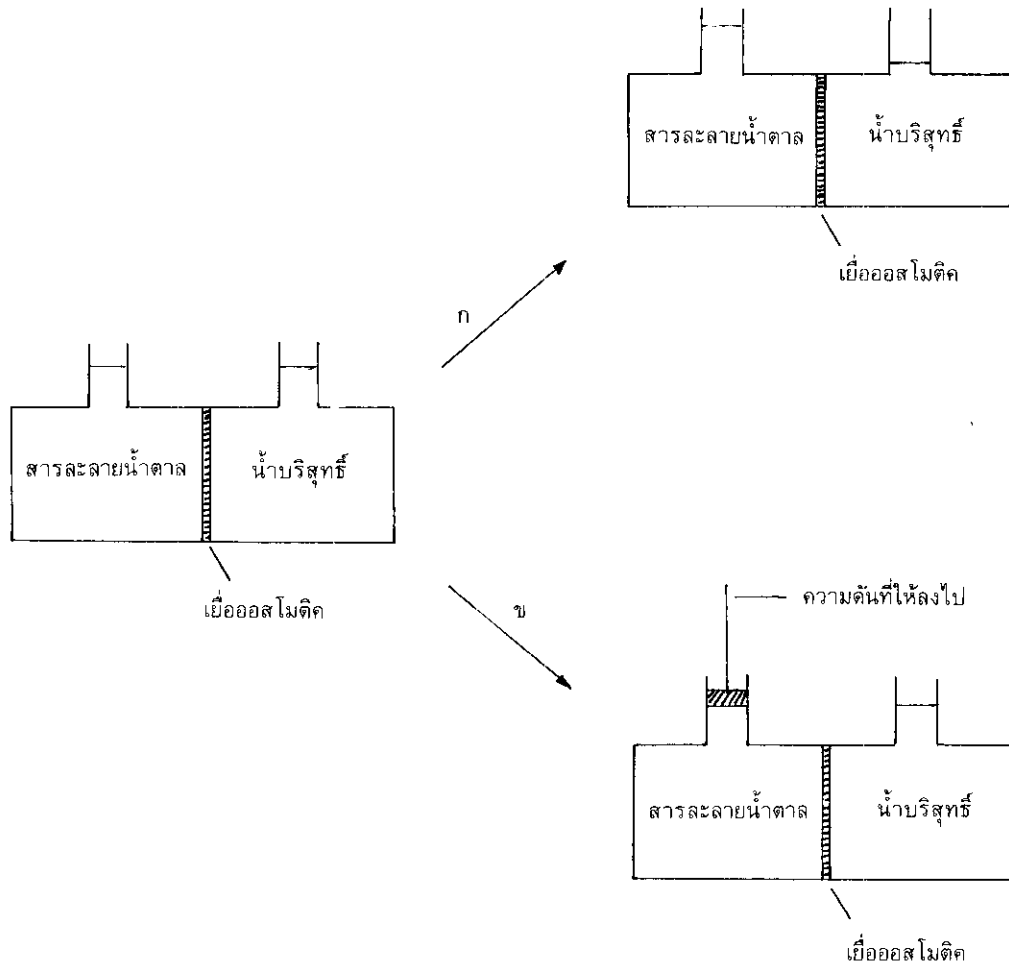 สารละลายน้ำตาล
น้ำบริสุทธิ์
เยื่อออสโมติค
ก
สารละลายน้ำตาล
น้ำบริสุทธิ์
เยื่อออสโมติค
ข
ความดันที่ให้ลงไป
สารละลายน้ำตาล
น้ำบริสุทธิ์
เยื่อออสโมติค